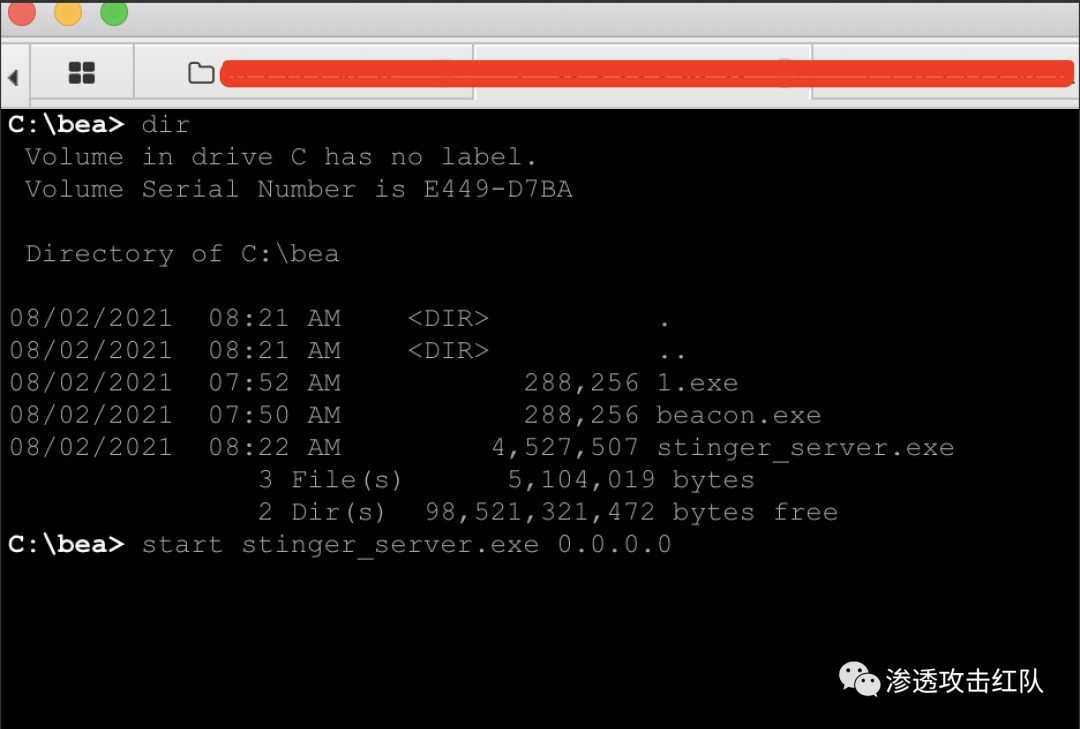 C:\bea> dir
Volume in drive C has no label.
Volume Serial Number is E449-D7BA
Directory of C:\bea
08/02/2021 08:21 AM <DIR> .
08/02/2021 08:21 AM <DIR> ..
08/02/2021 07:52 AM 288,256 1.exe
08/02/2021 07:50 AM 288,256 beacon.exe
08/02/2021 08:22 AM 4,527,507 stinger_server.exe
3 File(s) 5,104,019 bytes
2 Dir(s) 98,521,321,472 bytes free
C:\bea> start stinger_server.exe 0.0.0.0
渗透攻击红队